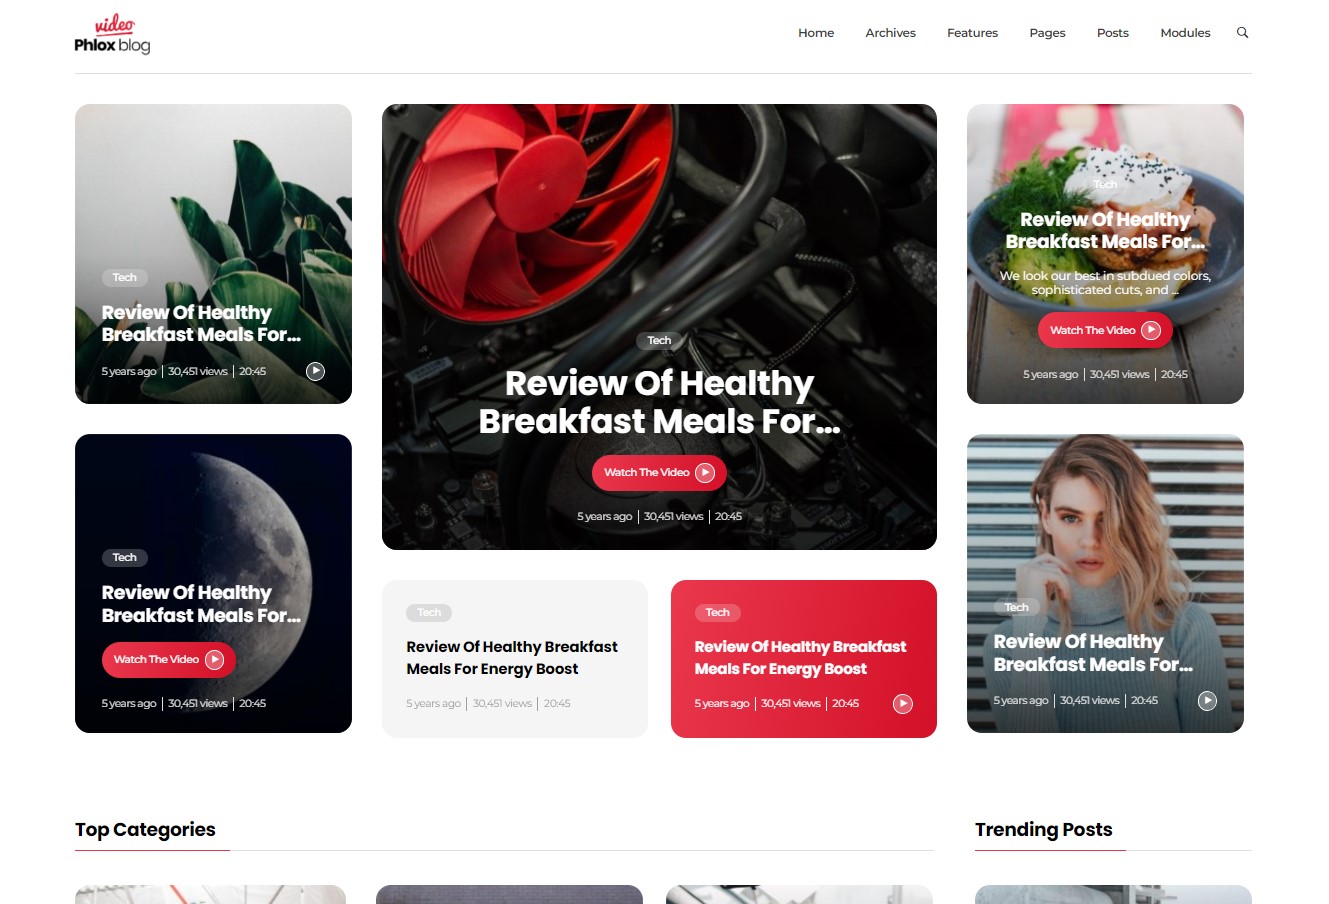 video
Phlox blog
Home Archives Features Pages Posts Modules
Tech
Review Of Healthy
Breakfast Meals For...
5 years ago 30,451 views 20:45
Tech
Review Of Healthy
Breakfast Meals For...
Watch The Video
5 years ago 30,451 views 20:45
Tech
Review Of Healthy
Breakfast Meals For...
Watch The Video
5 years ago 30,451 views 20:45
Tech
Review Of Healthy Breakfast
Meals For Energy Boost
5 years ago 30,451 views 20:45
Tech
Review Of Healthy Breakfast
Meals For Energy Boost
5 years ago 30,451 views 20:45
Tech
Review Of Healthy
Breakfast Meals For...
We look our best in subdued colors,
sophisticated cuts, and ...
Watch The Video
5 years ago 30,451 views 20:45
Tech
Review Of Healthy
Breakfast Meals For...
5 years ago 30,451 views 20:45
Top Categories
Trending Posts